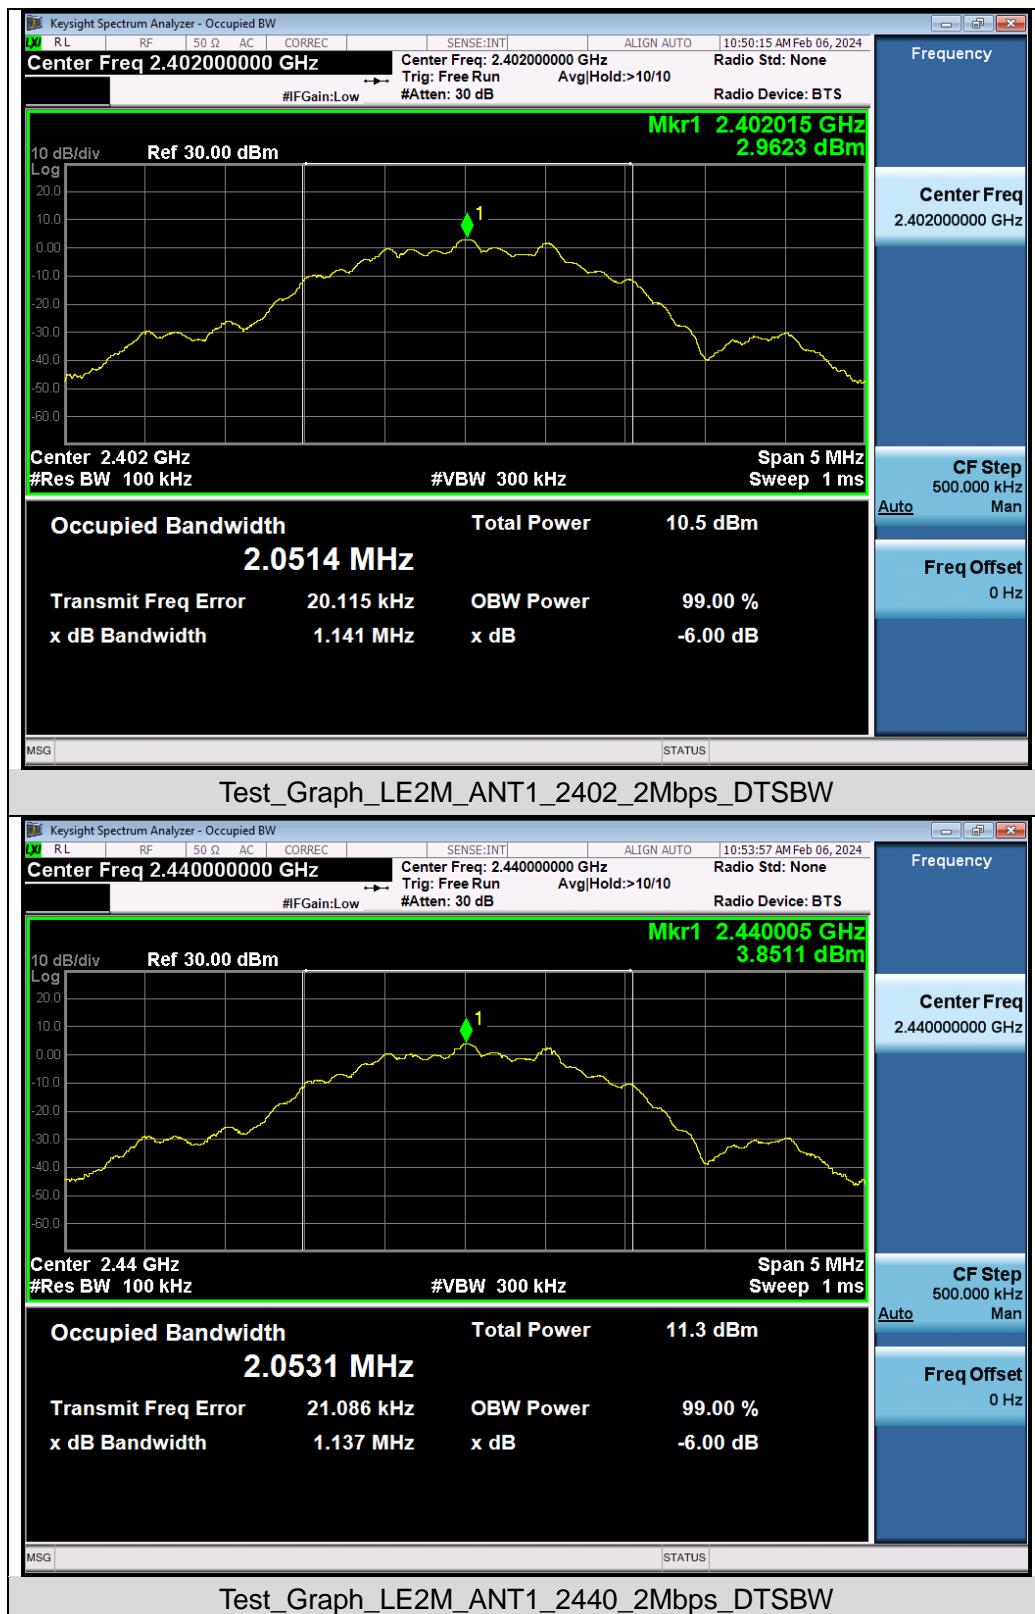 Keysight Spectrum Analyzer - Occupied BW
LXI RL RF 50 Ω AC CORREC SENSE:INT ALIGN AUTO 10:50:15 AM Feb 06, 2024
Center Freq 2.402000000 GHz
Center Freq: 2.402000000 GHz
Radio Std: None
Trig: Free Run Avg|Hold:>10/10
#IFGain:Low
#Atten: 30 dB
Radio Device: BTS
Mkr1 2.402015 GHz
2.9623 dBm
10 dB/div Ref 30.00 dBm
Log
20.0
1
10.0
0.00
-10.0
-20.0
-30.0
-40.0
-50.0
-60.0
Center 2.402 GHz Span 5 MHz
#Res BW 100 kHz #VBW 300 kHz Sweep 1 ms
Occupied Bandwidth Total Power 10.5 dBm
2.0514 MHz
Transmit Freq Error 20.115 kHz OBW Power 99.00 %
x dB Bandwidth 1.141 MHz x dB -6.00 dB
MSG STATUS
Frequency
Center Freq
2.402000000 GHz
CF Step
500.000 kHz
Auto Man
Freq Offset
0 Hz
Test_Graph_LE2M_ANT1_2402_2Mbps_DTSBW
Keysight Spectrum Analyzer - Occupied BW
LXI RL RF 50 Ω AC CORREC SENSE:INT ALIGN AUTO 10:53:57 AM Feb 06, 2024
Center Freq 2.440000000 GHz
Center Freq: 2.440000000 GHz
Radio Std: None
Trig: Free Run Avg|Hold:>10/10
#IFGain:Low
#Atten: 30 dB
Radio Device: BTS
Mkr1 2.440005 GHz
3.8511 dBm
10 dB/div Ref 30.00 dBm
Log
20.0
1
10.0
0.00
-10.0
-20.0
-30.0
-40.0
-50.0
-60.0
Center 2.44 GHz Span 5 MHz
#Res BW 100 kHz #VBW 300 kHz Sweep 1 ms
Occupied Bandwidth Total Power 11.3 dBm
2.0531 MHz
Transmit Freq Error 21.086 kHz OBW Power 99.00 %
x dB Bandwidth 1.137 MHz x dB -6.00 dB
MSG STATUS
Frequency
Center Freq
2.440000000 GHz
CF Step
500.000 kHz
Auto Man
Freq Offset
0 Hz
Test_Graph_LE2M_ANT1_2440_2Mbps_DTSBW